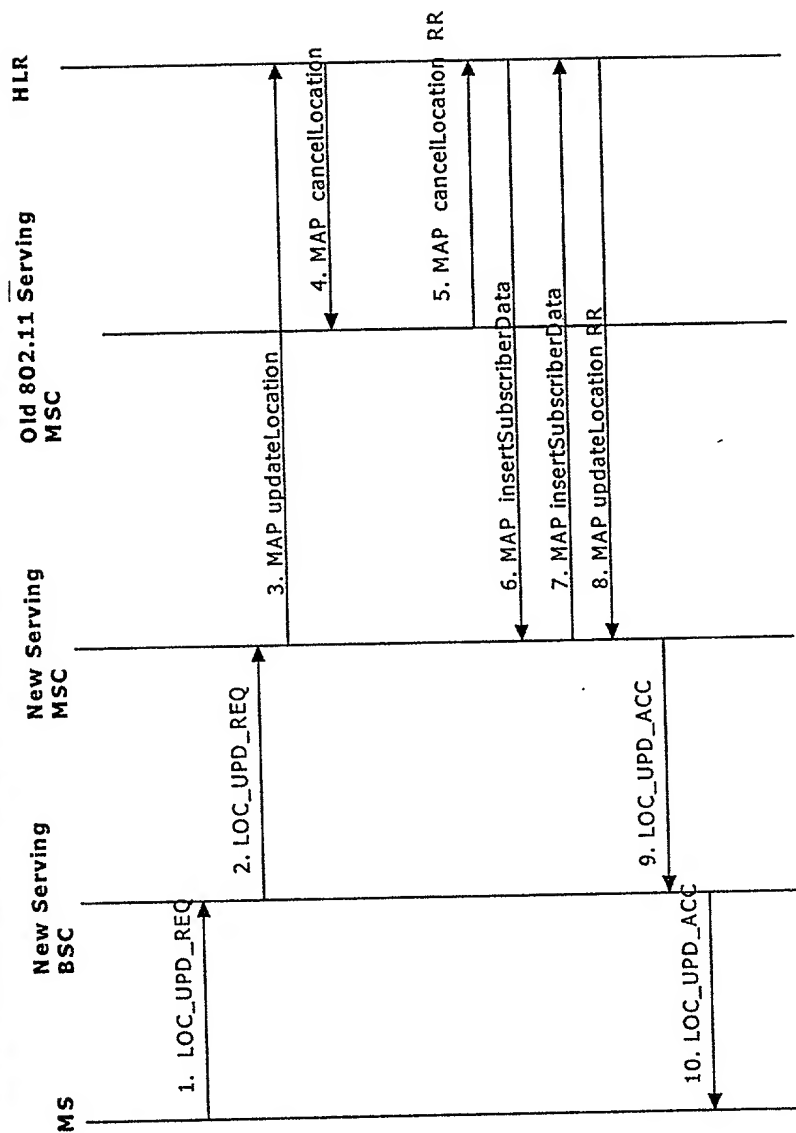 MS
New Serving
BSC
New Serving
MSC
Old 802.11 Serving
MSC
HLR
1. LOC_UPD_REQ
2. LOC_UPD_REQ
3. MAP updateLocation
4. MAP cancelLocation
5. MAP cancelLocation RR
6. MAP insertSubscriberData
7. MAP insertSubscriberData
8. MAP updateLocation RR
9. LOC_UPD_ACC
10. LOC_UPD_ACC